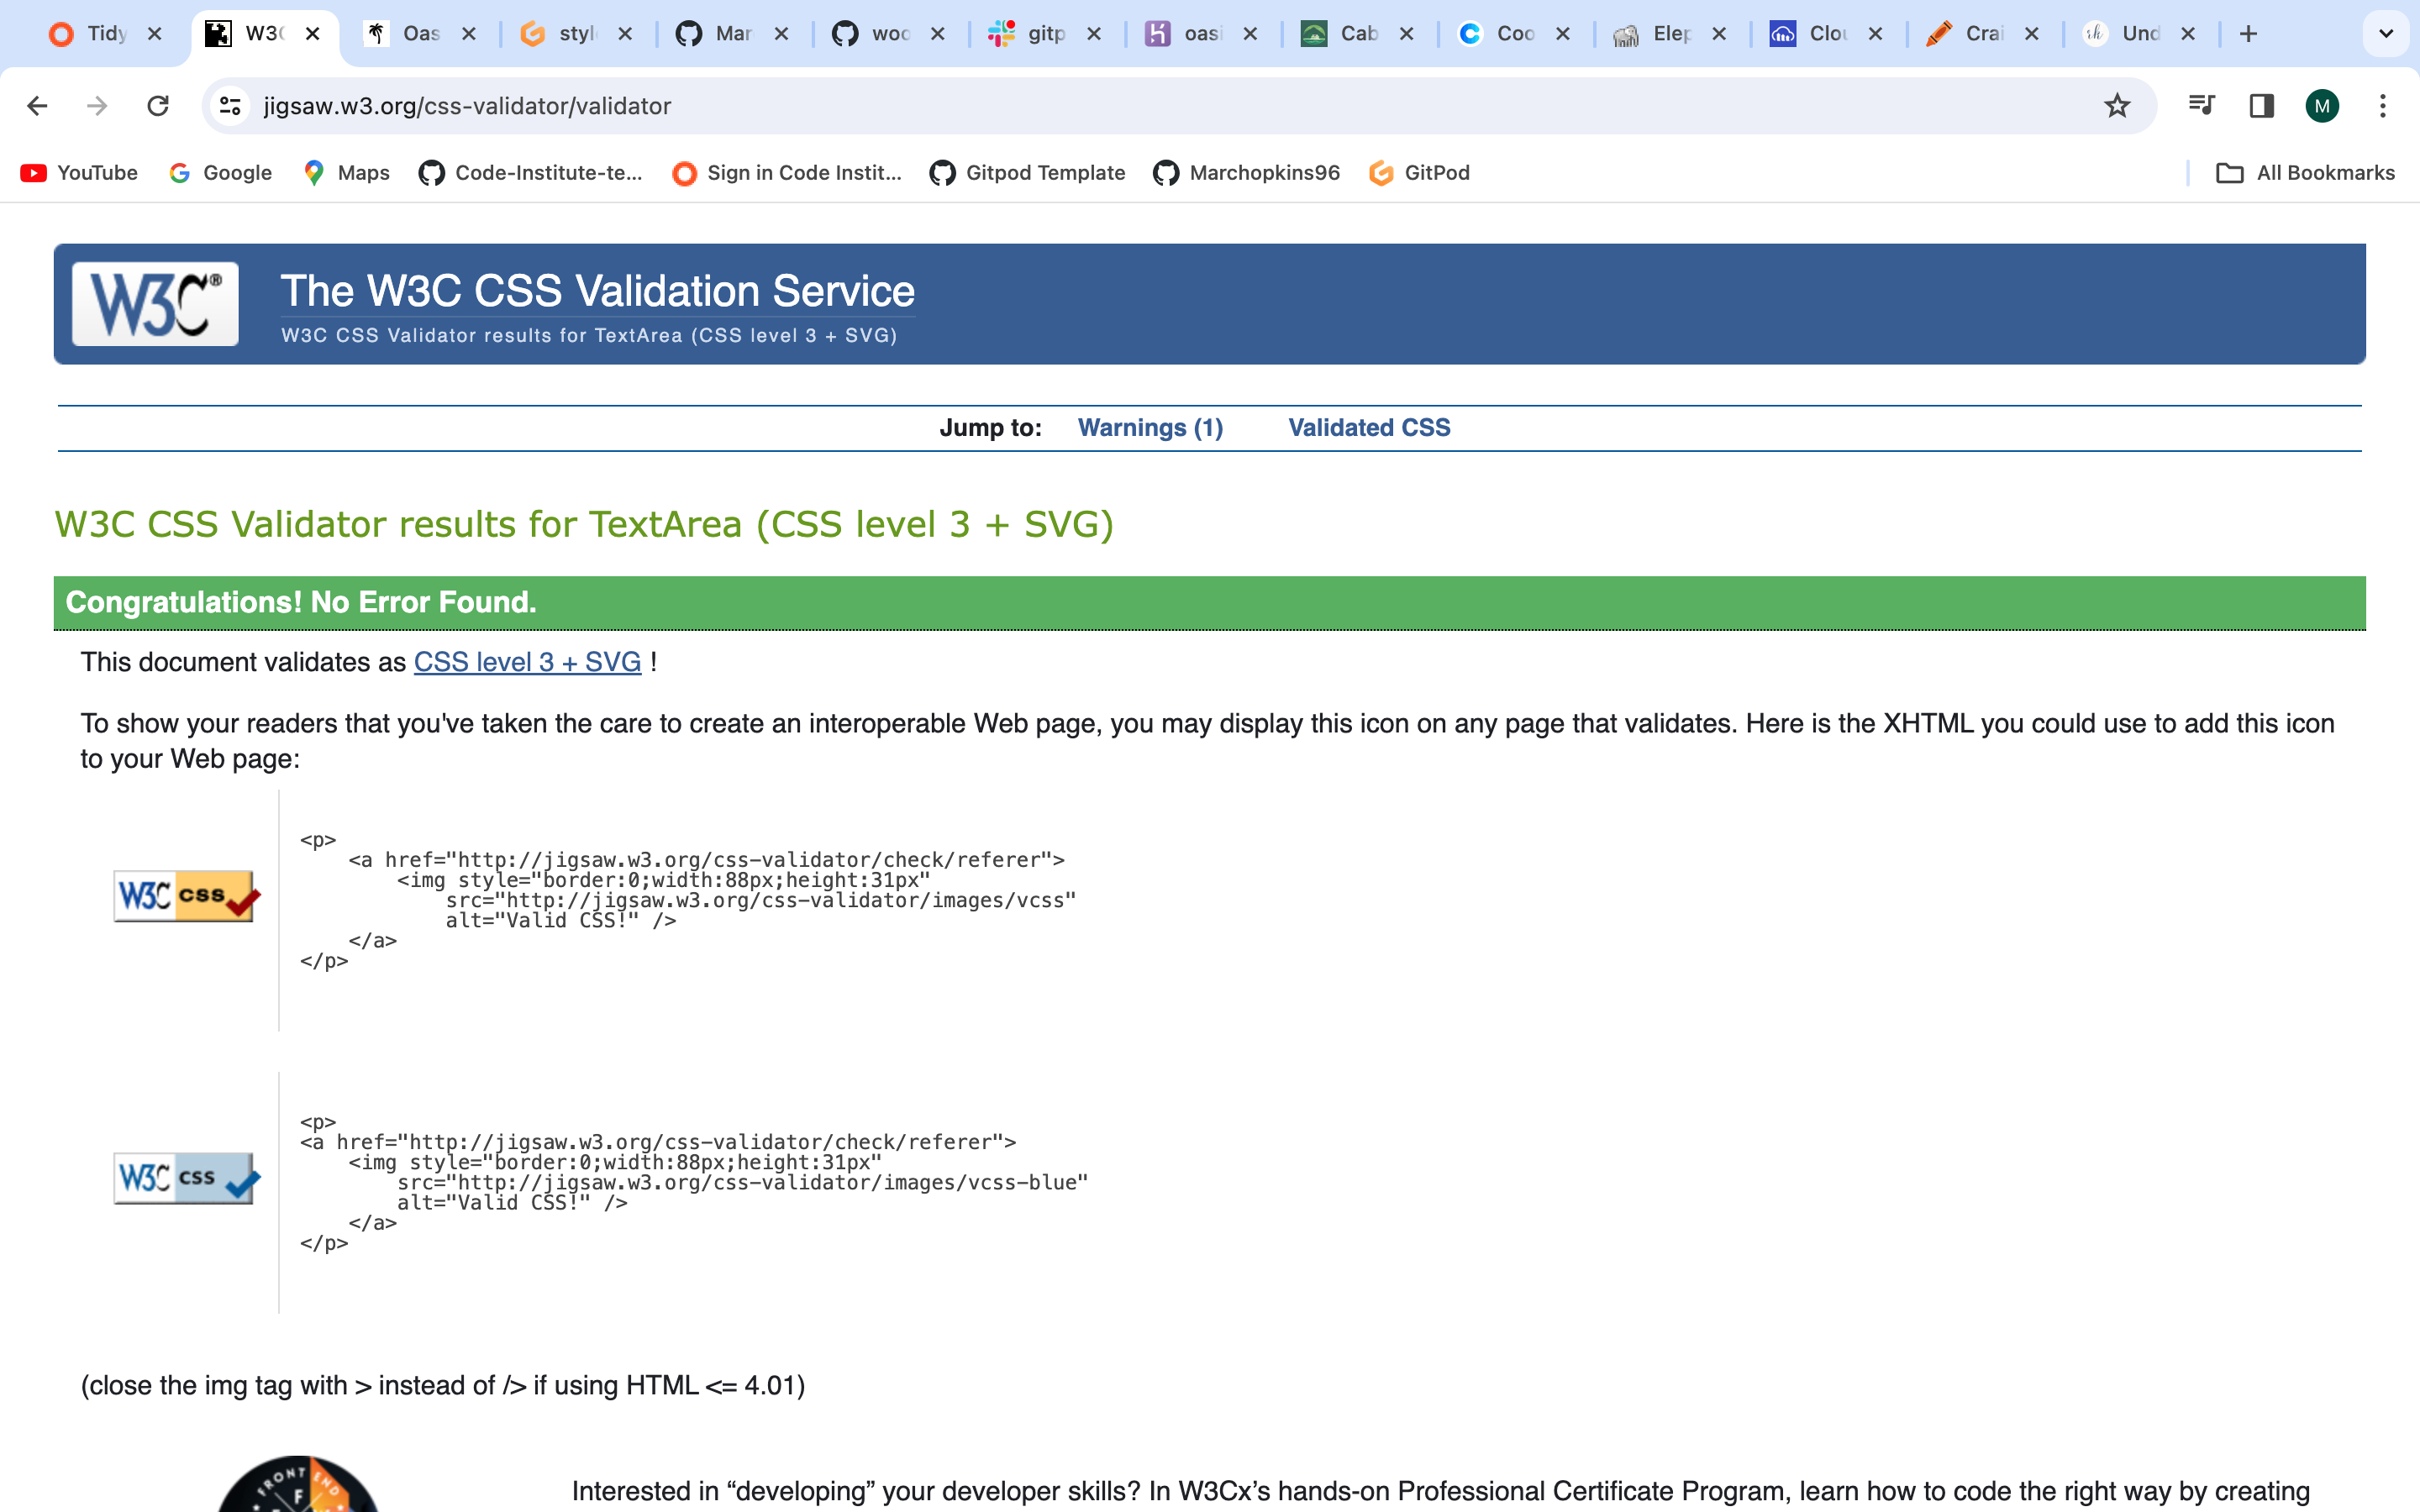 Tidy W3C Oas styl Mar woo gitp oasi Cab Coo Elep Clou Crai Und
jigsaw.w3.org/css-validator/validator
M
YouTube Google Maps Code-Institute-te... Sign in Code Instit... Gitpod Template Marchopkins96 GitPod All Bookmarks
W3C®
The W3C CSS Validation Service
W3C CSS Validator results for TextArea (CSS level 3 + SVG)
Jump to: Warnings (1) Validated CSS
W3C CSS Validator results for TextArea (CSS level 3 + SVG)
Congratulations! No Error Found.
This document validates as CSS level 3 + SVG !
To show your readers that you've taken the care to create an interoperable Web page, you may display this icon on any page that validates. Here is the XHTML you could use to add this icon
to your Web page:
W3C css
<p>
<a href="http://jigsaw.w3.org/css-validator/check/referer">
<img style="border:0;width:88px;height:31px"
src="http://jigsaw.w3.org/css-validator/images/vcss"
alt="Valid CSS!" />
</a>
</p>
W3C css
<p>
<a href="http://jigsaw.w3.org/css-validator/check/referer">
<img style="border:0;width:88px;height:31px"
src="http://jigsaw.w3.org/css-validator/images/vcss-blue"
alt="Valid CSS!" />
</a>
</p>
(close the img tag with > instead of /> if using HTML <= 4.01)
FRONT END
F
Interested in “developing” your developer skills? In W3Cx’s hands-on Professional Certificate Program, learn how to code the right way by creating